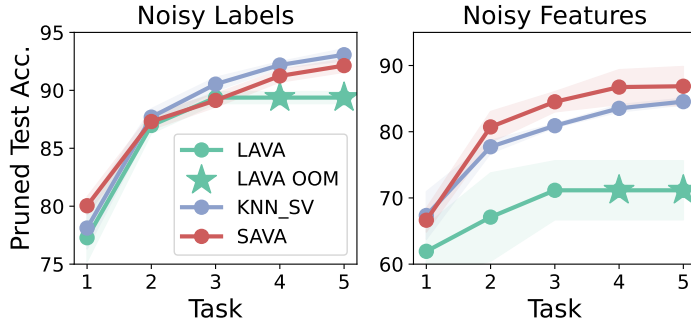 Noisy Labels
Pruned Test Acc.
95
90
85
80
75
LAVA
LAVA OOM
KNN_SV
SAVA
1 2 3 4 5
Task
Noisy Features
90
80
70
60
1 2 3 4 5
Task